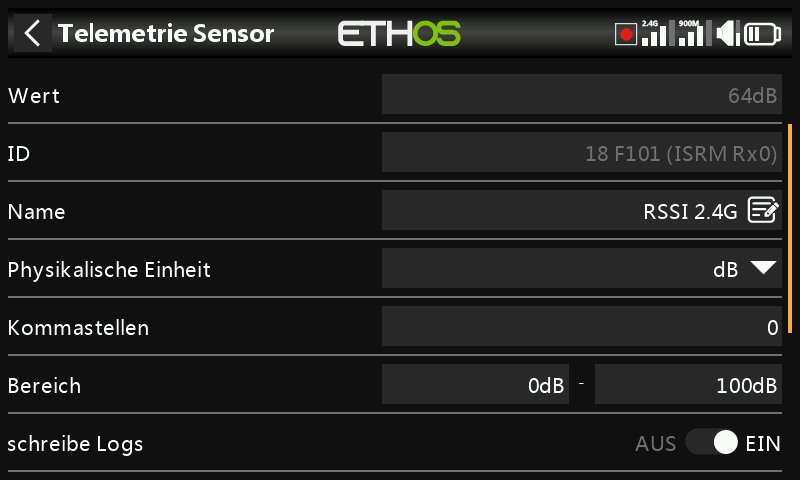 Telemetrie Sensor ETHOS 2.4G 900M
Wert 64dB
ID 18 F101 (ISRM Rx0)
Name RSSI 2.4G
Physikalische Einheit dB
Kommastellen 0
Bereich 0dB - 100dB
schreibe Logs AUS EIN